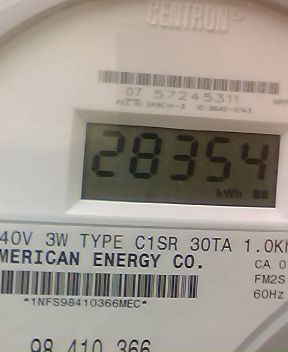 CENTRON®
07 57245311
28354
kWh
40V 3W TYPE C1SR 30TA 1.0K
MERICAN ENERGY CO.
CA 0
FM2S
60Hz
*1NFS98410366MEC*
98 410 366